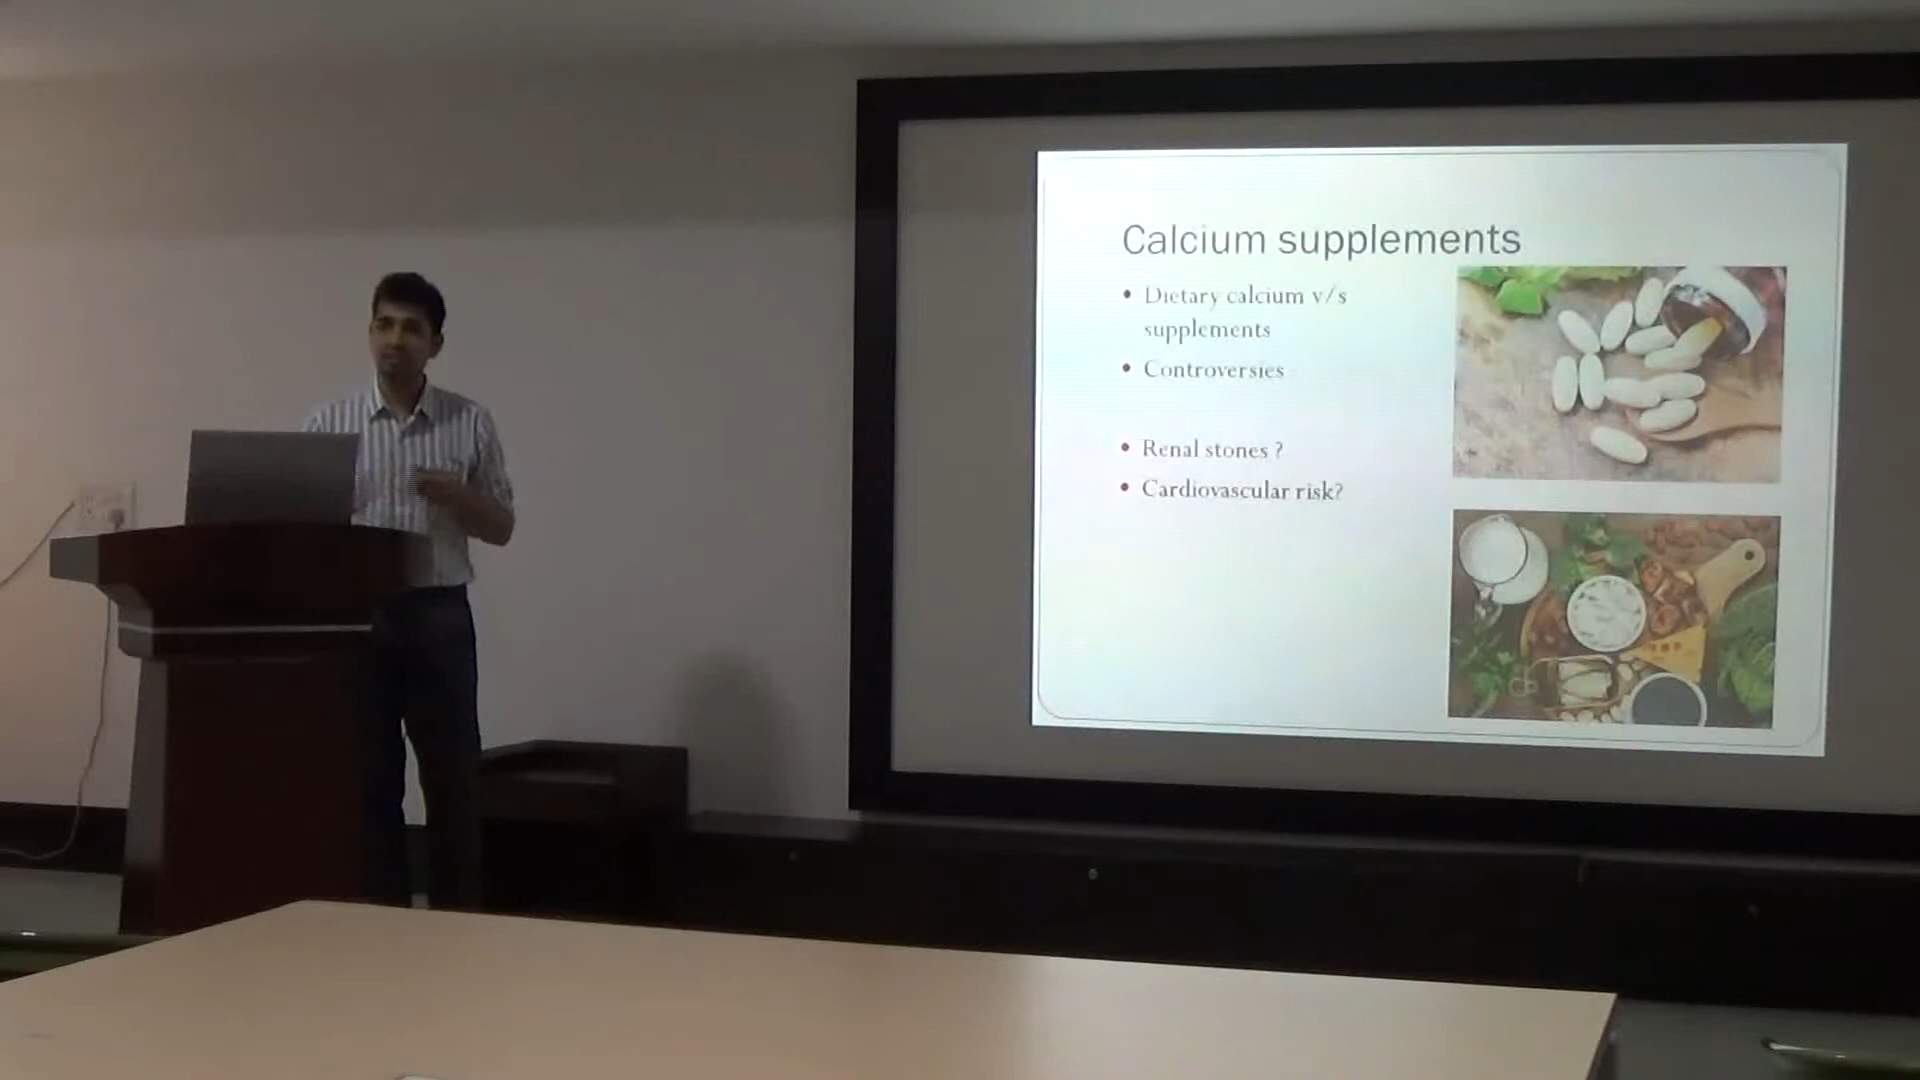 Calcium supplements
• Dietary calcium v/s
supplements
• Controversies
• Renal stones ?
• Cardiovascular risk?